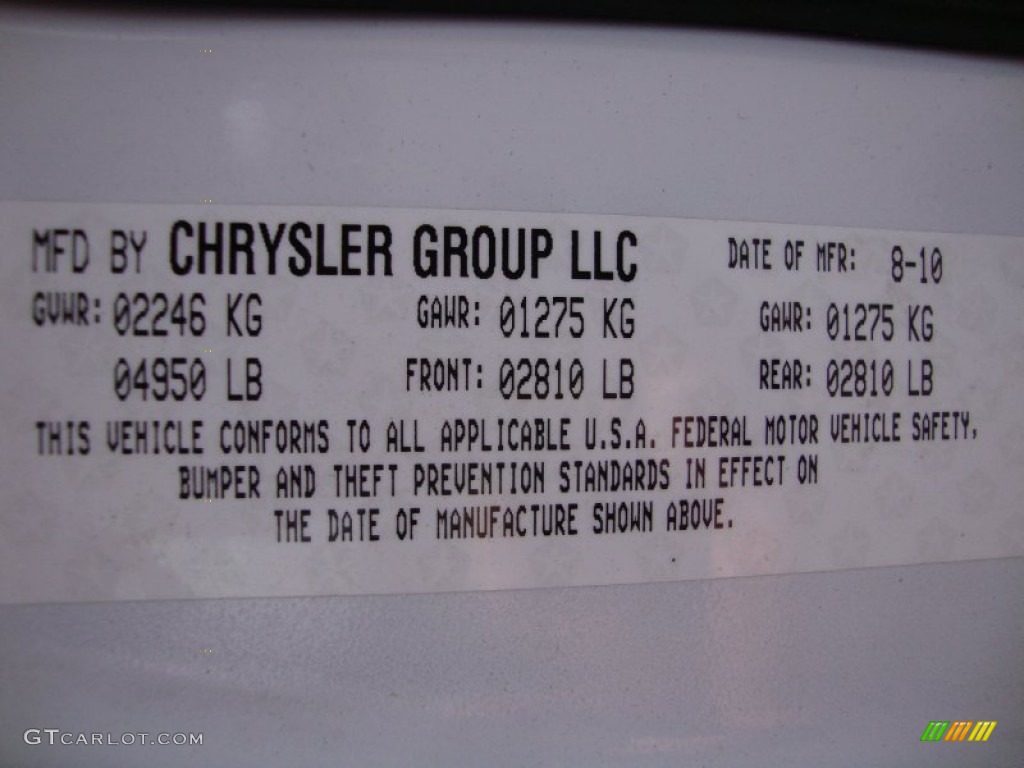 MFD BY CHRYSLER GROUP LLC DATE OF MFR: 8-10
GVWR: 02246 KG GAWR: 01275 KG GAWR: 01275 KG
04950 LB FRONT: 02810 LB REAR: 02810 LB
THIS VEHICLE CONFORMS TO ALL APPLICABLE U.S.A. FEDERAL MOTOR VEHICLE SAFETY,
BUMPER AND THEFT PREVENTION STANDARDS IN EFFECT ON
THE DATE OF MANUFACTURE SHOWN ABOVE.
GTCARLOT.COM